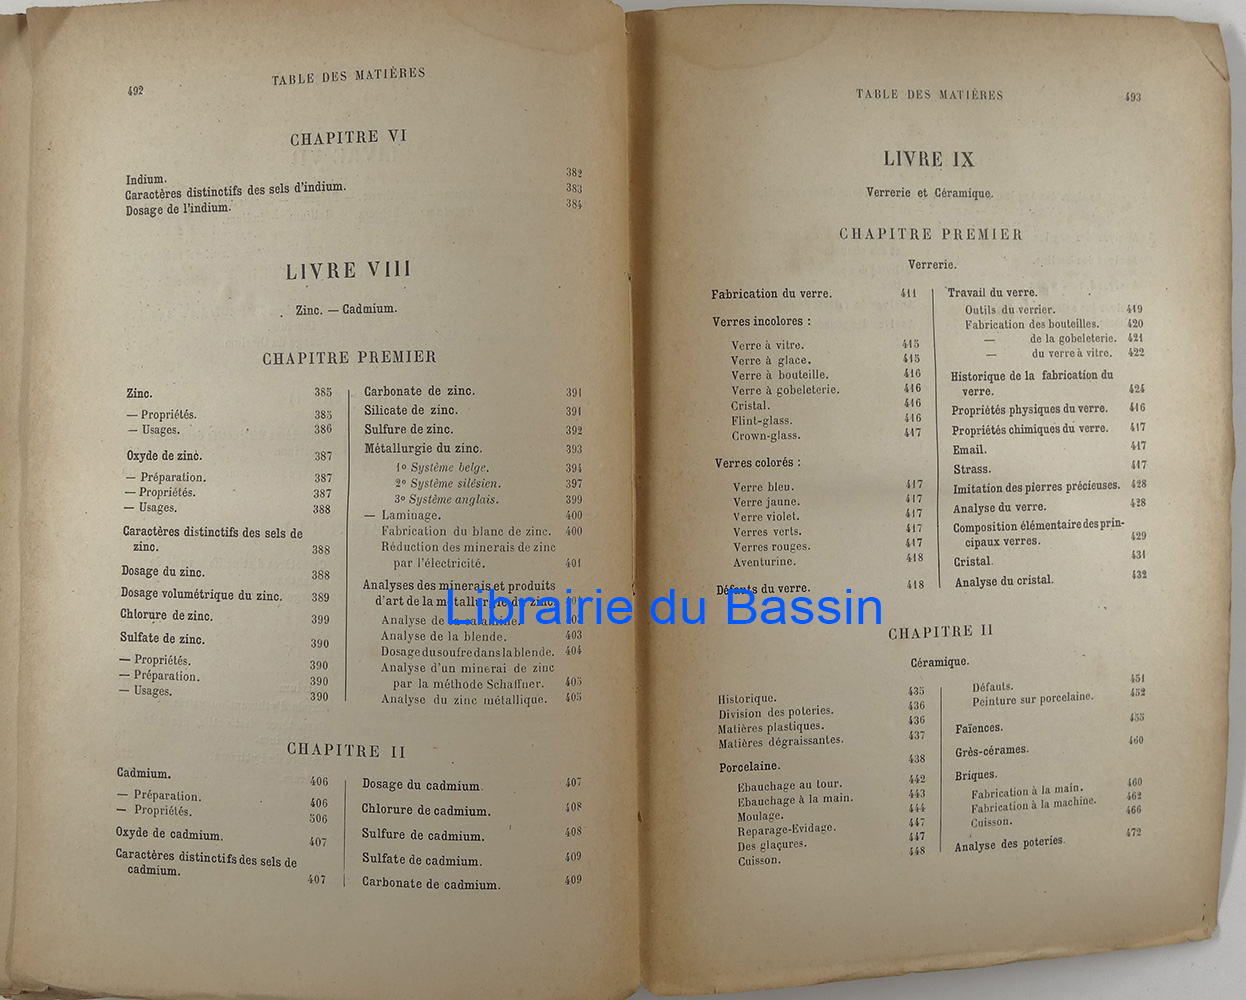 492
TABLE DES MATIÈRES
CHAPITRE VI
Indium. 382
Caractères distinctifs des sels d'indium. 383
Dosage de l'indium. 384
LIVRE VIII
Zinc. — Cadmium.
CHAPITRE PREMIER
Zinc. 385
— Propriétés. 385
— Usages. 386
Oxyde de zinc. 387
— Préparation. 387
— Propriétés. 387
— Usages. 388
Caractères distinctifs des sels de
zinc. 388
Dosage du zinc. 388
Dosage volumétrique du zinc. 389
Chlorure de zinc. 399
Sulfate de zinc. 390
— Propriétés. 390
— Préparation. 390
— Usages. 390
Carbonate de zinc. 391
Silicate de zinc. 391
Sulfure de zinc. 392
Métallurgie du zinc. 393
1º Système belge. 394
2º Système silésien. 397
3º Système anglais. 399
— Laminage. 400
Fabrication du blanc de zinc. 400
Réduction des minerais de zinc
par l'électricité. 401
Analyses des minerais et produits
d'art de la métallurgie du zinc.
Analyse de la calamine. 403
Analyse de la blende. 403
Dosage du soufre dans la blende. 404
Analyse d'un minerai de zinc
par la méthode Schaffner. 405
Analyse du zinc métallique. 405
CHAPITRE II
Cadmium. 406
— Préparation. 406
— Propriétés. 506
Oxyde de cadmium. 407
Caractères distinctifs des sels de
cadmium. 407
Dosage du cadmium. 407
Chlorure de cadmium. 408
Sulfure de cadmium. 408
Sulfate de cadmium. 409
Carbonate de cadmium. 409
TABLE DES MATIÈRES
493
LIVRE IX
Verrerie et Céramique.
CHAPITRE PREMIER
Verrerie.
Fabrication du verre. 411
Verres incolores :
Verre à vitre. 415
Verre à glace. 415
Verre à bouteille. 416
Verre à gobeleterie. 416
Cristal. 416
Flint-glass. 416
Crown-glass. 417
Verres colorés :
Verre bleu. 417
Verre jaune. 417
Verre violet. 417
Verres verts. 417
Verres rouges. 417
Aventurine. 418
Défauts du verre. 418
Travail du verre.
Outils du verrier. 419
Fabrication des bouteilles. 420
— de la gobeleterie. 421
— du verre à vitre. 422
Historique de la fabrication du
verre. 424
Propriétés physiques du verre. 416
Propriétés chimiques du verre. 417
Email. 417
Strass. 417
Imitation des pierres précieuses. 428
Analyse du verre. 428
Composition élémentaire des prin-
cipaux verres. 429
Cristal. 431
Analyse du cristal. 432
Librairie du Bassin
CHAPITRE II
Céramique.
Historique. 435
Division des poteries. 436
Matières plastiques. 436
Matières dégraissantes. 437
Porcelaine. 438
Ebauchage au tour. 442
Ebauchage à la main. 443
Moulage. 444
Reparage-Evidage. 447
Des glaçures. 447
Cuisson. 448
Défauts. 451
Peinture sur porcelaine. 452
Faïences. 455
Grès-cérames. 460
Briques.
Fabrication à la main. 460
Fabrication à la machine. 462
Cuisson. 466
Analyse des poteries. 472